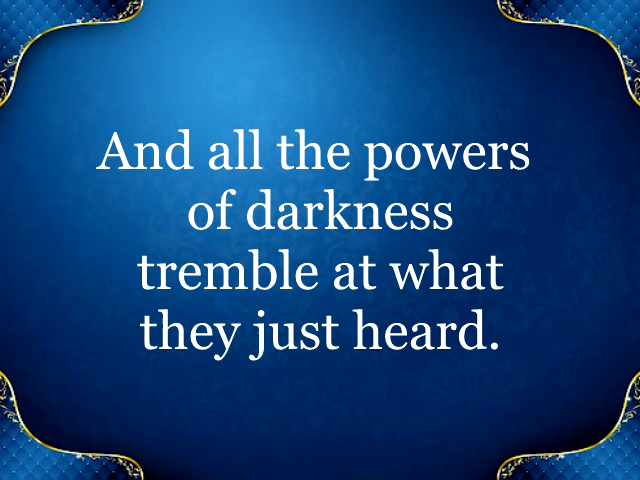 And all the powers
of darkness
tremble at what
they just heard.